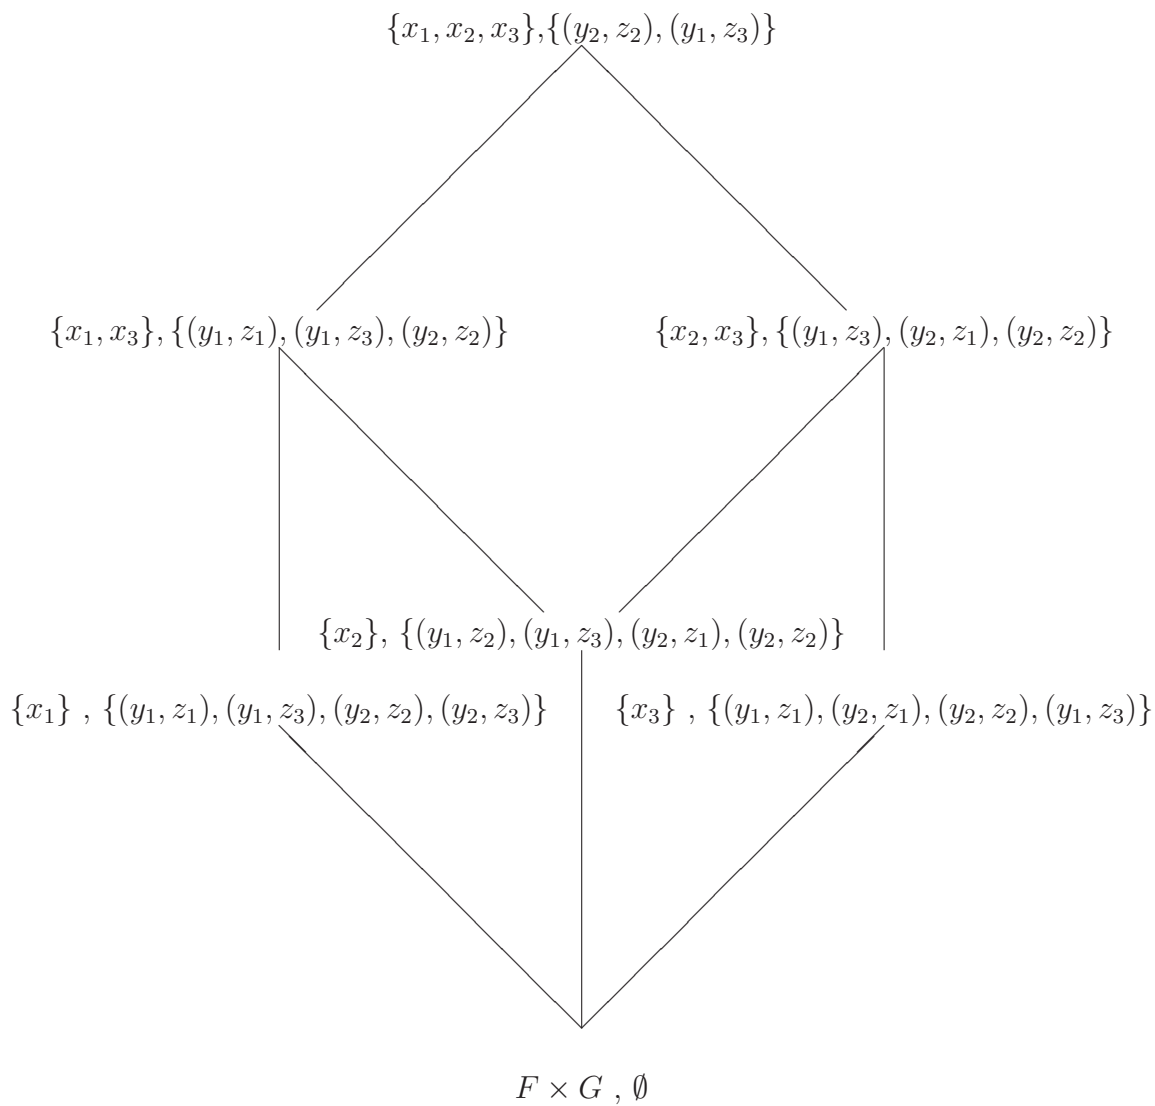 {x₁, x₂, x₃},{(y₂, z₂), (y₁, z₃)}
{x₁, x₃}, {(y₁, z₁), (y₁, z₃), (y₂, z₂)}
{x₂, x₃}, {(y₁, z₃), (y₂, z₁), (y₂, z₂)}
{x₂}, {(y₁, z₂), (y₁, z₃), (y₂, z₁), (y₂, z₂)}
{x₁} , {(y₁, z₁), (y₁, z₃), (y₂, z₂), (y₂, z₃)}
{x₃} , {(y₁, z₁), (y₂, z₁), (y₂, z₂), (y₁, z₃)}
F × G , ∅